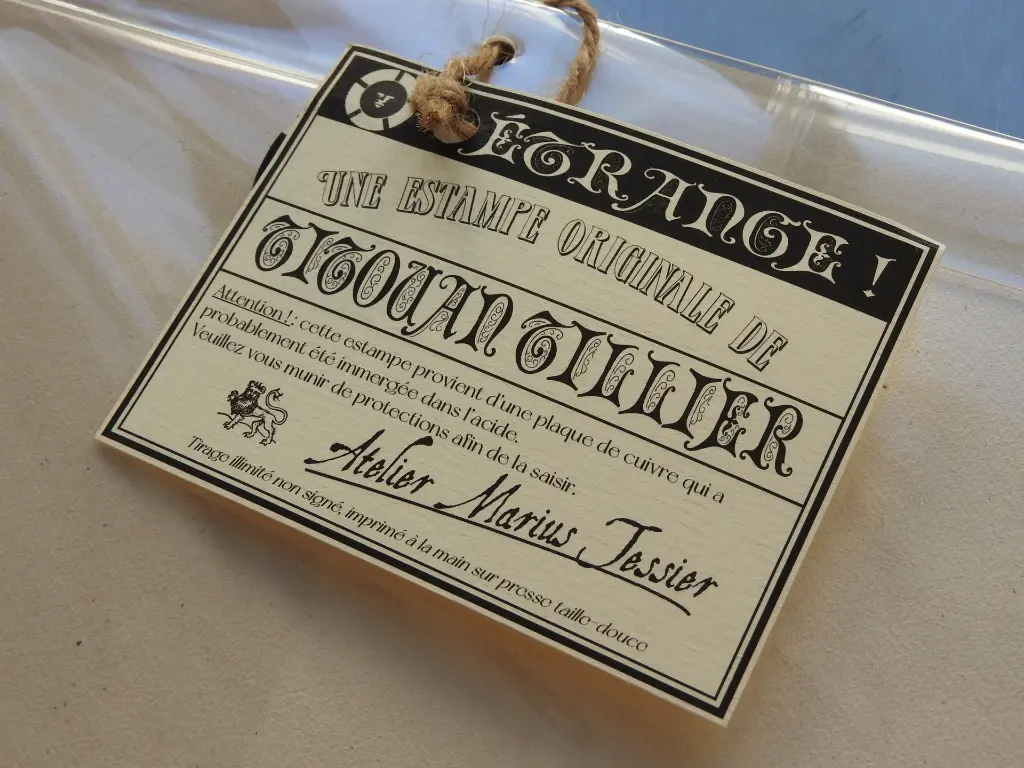 ÉTRANGE !
UNE ESTAMPE ORIGINALE DE
TITOUAN TILLIER
Attention!: cette estampe provient d'une plaque de cuivre qui a
probablement été immergée dans l'acide.
Veuillez vous munir de protections afin de la saisir.
Atelier Marius Tessier
Tirage illimité non signé, imprimé à la main sur presse taille-douce